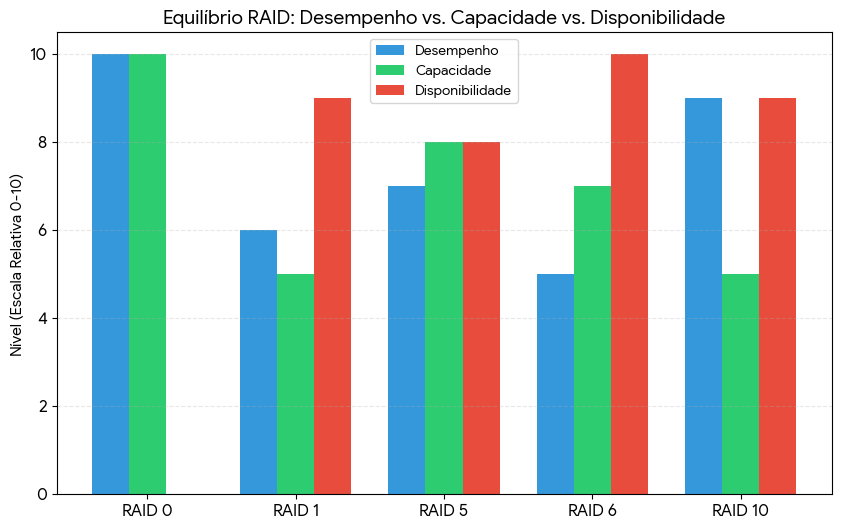 Equilíbrio RAID: Desempenho vs. Capacidade vs. Disponibilidade
Desempenho
Capacidade
Disponibilidade
Nível (Escala Relativa 0-10)
10
8
6
4
2
0
RAID 0
RAID 1
RAID 5
RAID 6
RAID 10